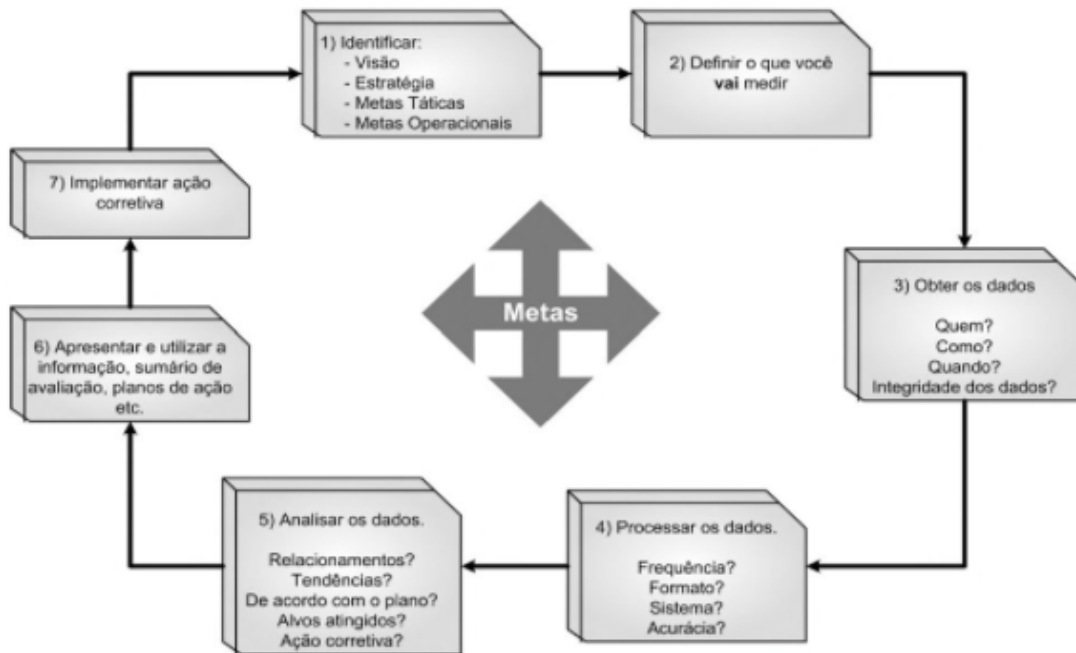 1) Identificar:
- Visão
- Estratégia
- Metas Táticas
- Metas Operacionais
2) Definir o que você
vai medir
3) Obter os dados
Quem?
Como?
Quando?
Integridade dos dados?
4) Processar os dados.
Frequência?
Formato?
Sistema?
Acurácia?
5) Analisar os dados.
Relacionamentos?
Tendências?
De acordo com o plano?
Alvos atingidos?
Ação corretiva?
6) Apresentar e utilizar a
informação, sumário de
avaliação, planos de ação
etc.
7) Implementar ação
corretiva
Metas